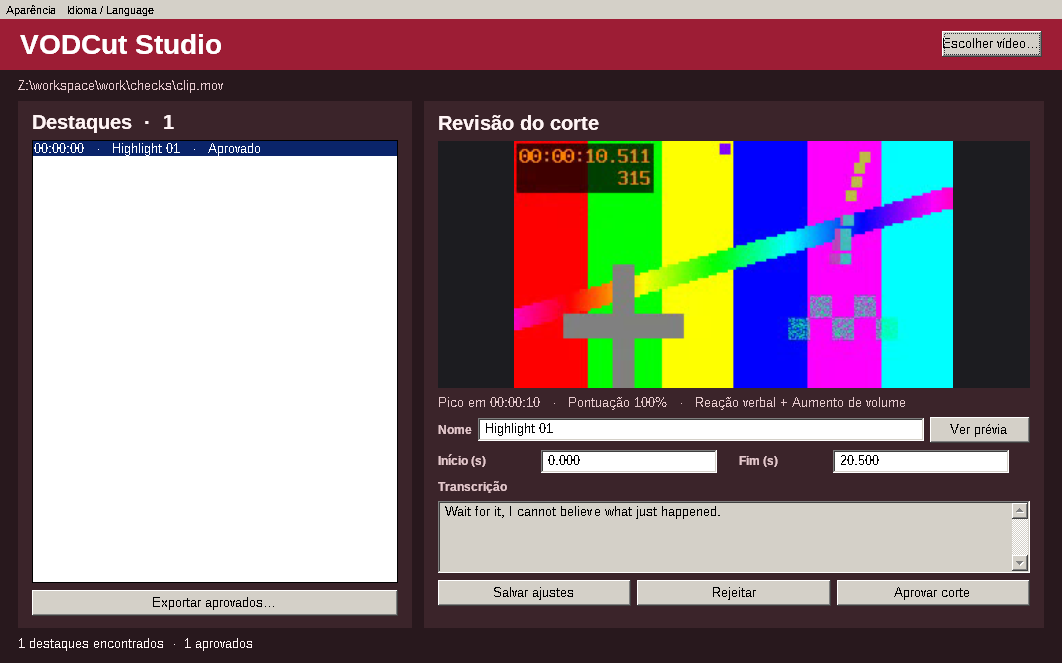 Aparência Idioma / Language
VODCut Studio
Escolher vídeo...
Z:\workspace\work\checks\clip.mov
Destaques · 1
00:00:00 · Highlight 01 · Aprovado
Exportar aprovados...
Revisão do corte
00:00:10.511
315
Pico em 00:00:10 · Pontuação 100% · Reação verbal + Aumento de volume
Nome Highlight 01 Ver prévia
Início (s) 0.000 Fim (s) 20.500
Transcrição
Wait for it, I cannot believe what just happened.
Salvar ajustes Rejeitar Aprovar corte
1 destaques encontrados · 1 aprovados